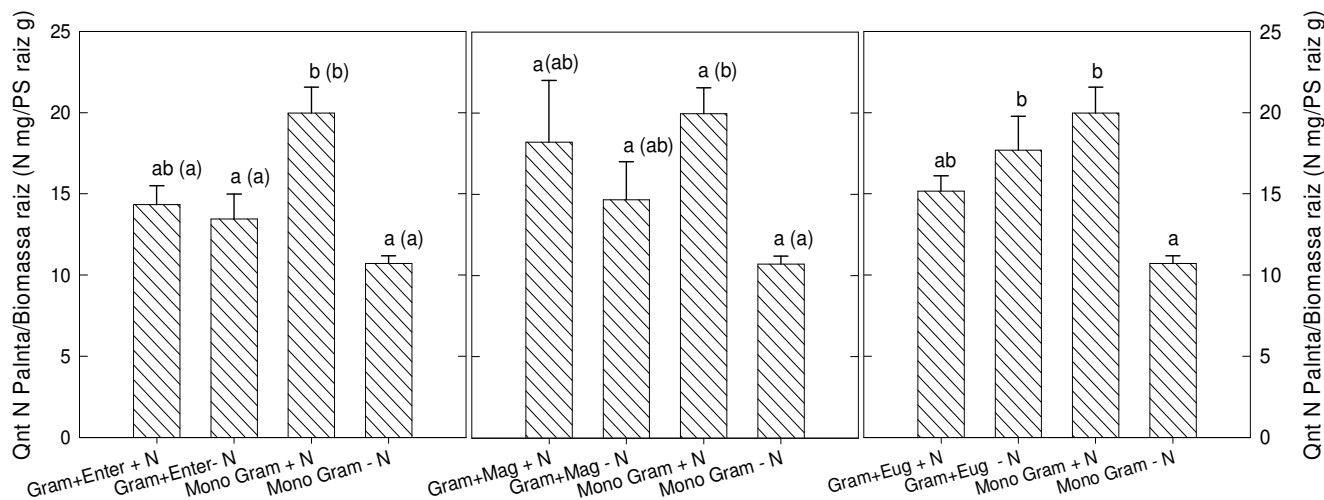 Qnt N Palnta/Biomassa raiz (N mg/PS raiz g)
25
20
15
10
5
0
ab (a)
a (a)
b (b)
a (a)
Gram+Enter + N
Gram+Enter- N
Mono Gram + N
Mono Gram - N
a (ab)
a (ab)
a (b)
a (a)
Gram+Mag + N
Gram+Mag - N
Mono Gram + N
Mono Gram - N
ab
b
b
a
Gram+Eug + N
Gram+Eug - N
Mono Gram + N
Mono Gram - N
25
20
15
10
5
0
Qnt N Palnta/Biomassa raiz (N mg/PS raiz g)